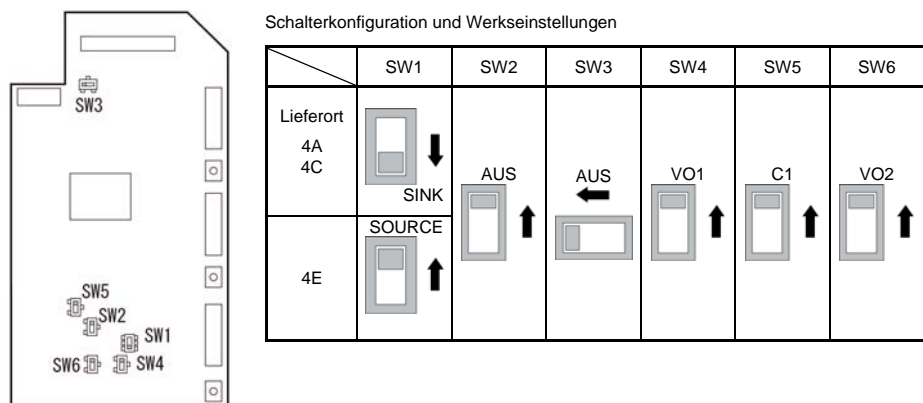 Schalterkonfiguration und Werkseinstellungen
SW1 SW2 SW3 SW4 SW5 SW6
Lieferort
4A
4C
SINK
AUS AUS VO1 C1 VO2
SOURCE
4E
SW3
SW5
SW2
SW1
SW6 SW4